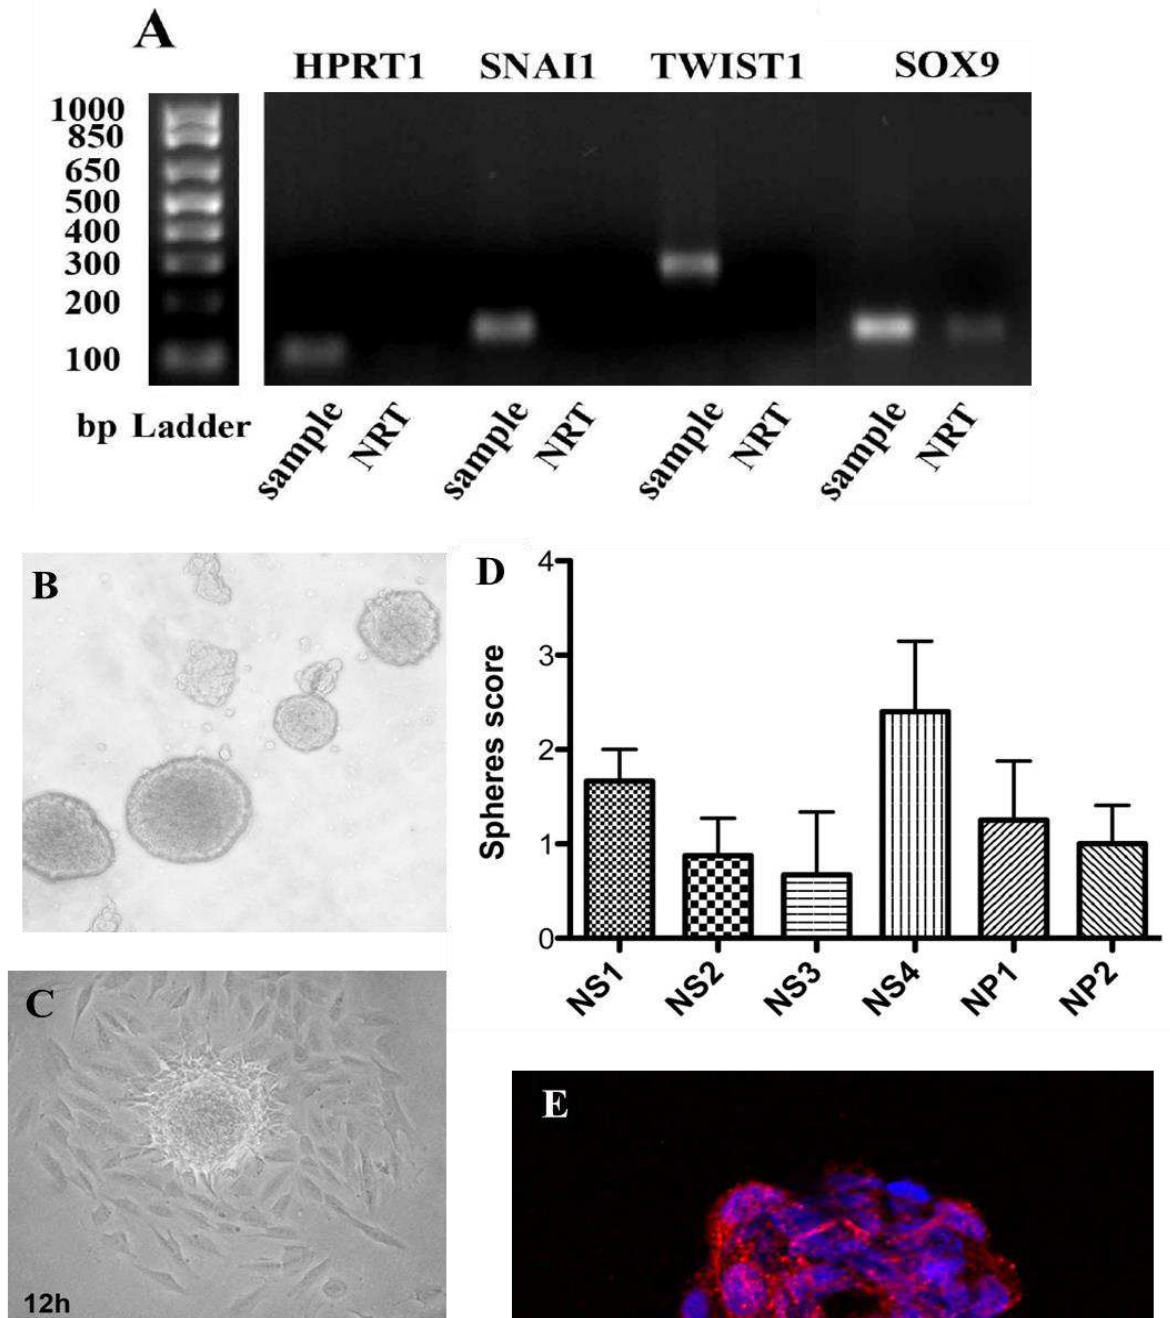 A
HPRT1 SNAI1 TWIST1 SOX9
1000
850
650
500
400
300
200
100
bp Ladder
sample NRT sample NRT sample NRT sample NRT
B
D
Spheres score
4
3
2
1
0
NS1 NS2 NS3 NS4 NP1 NP2
C
12h
E